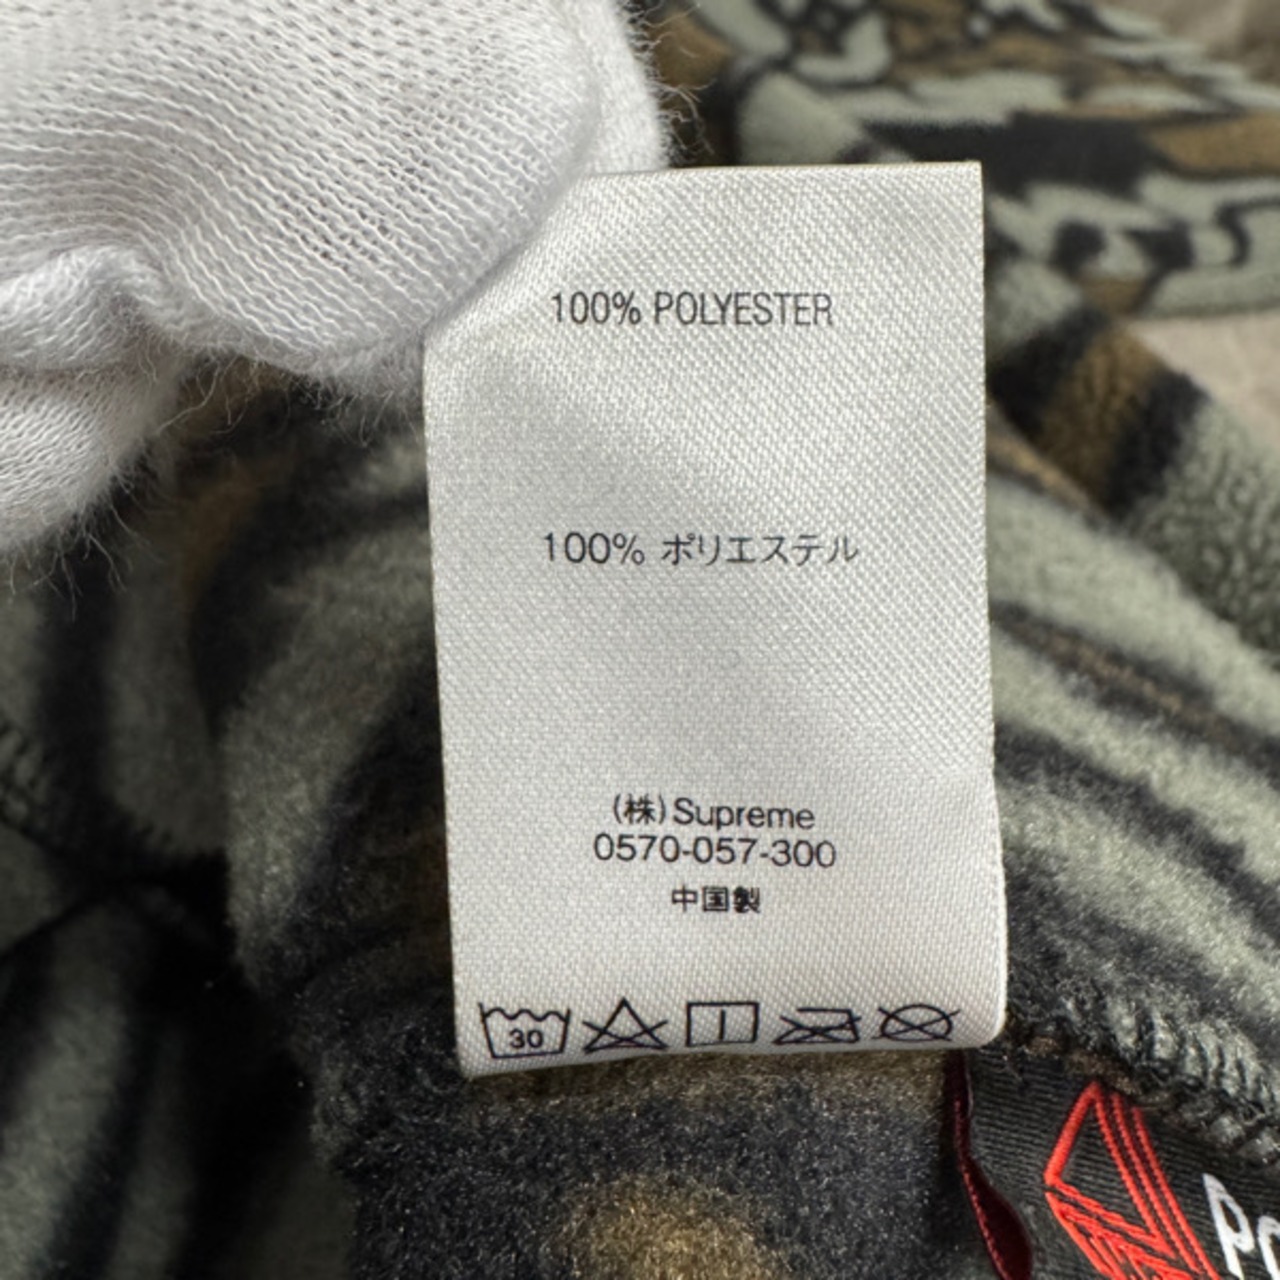 100% POLYESTER
100% ポリエステル
(株)Supreme
0570-057-300
中国製
30